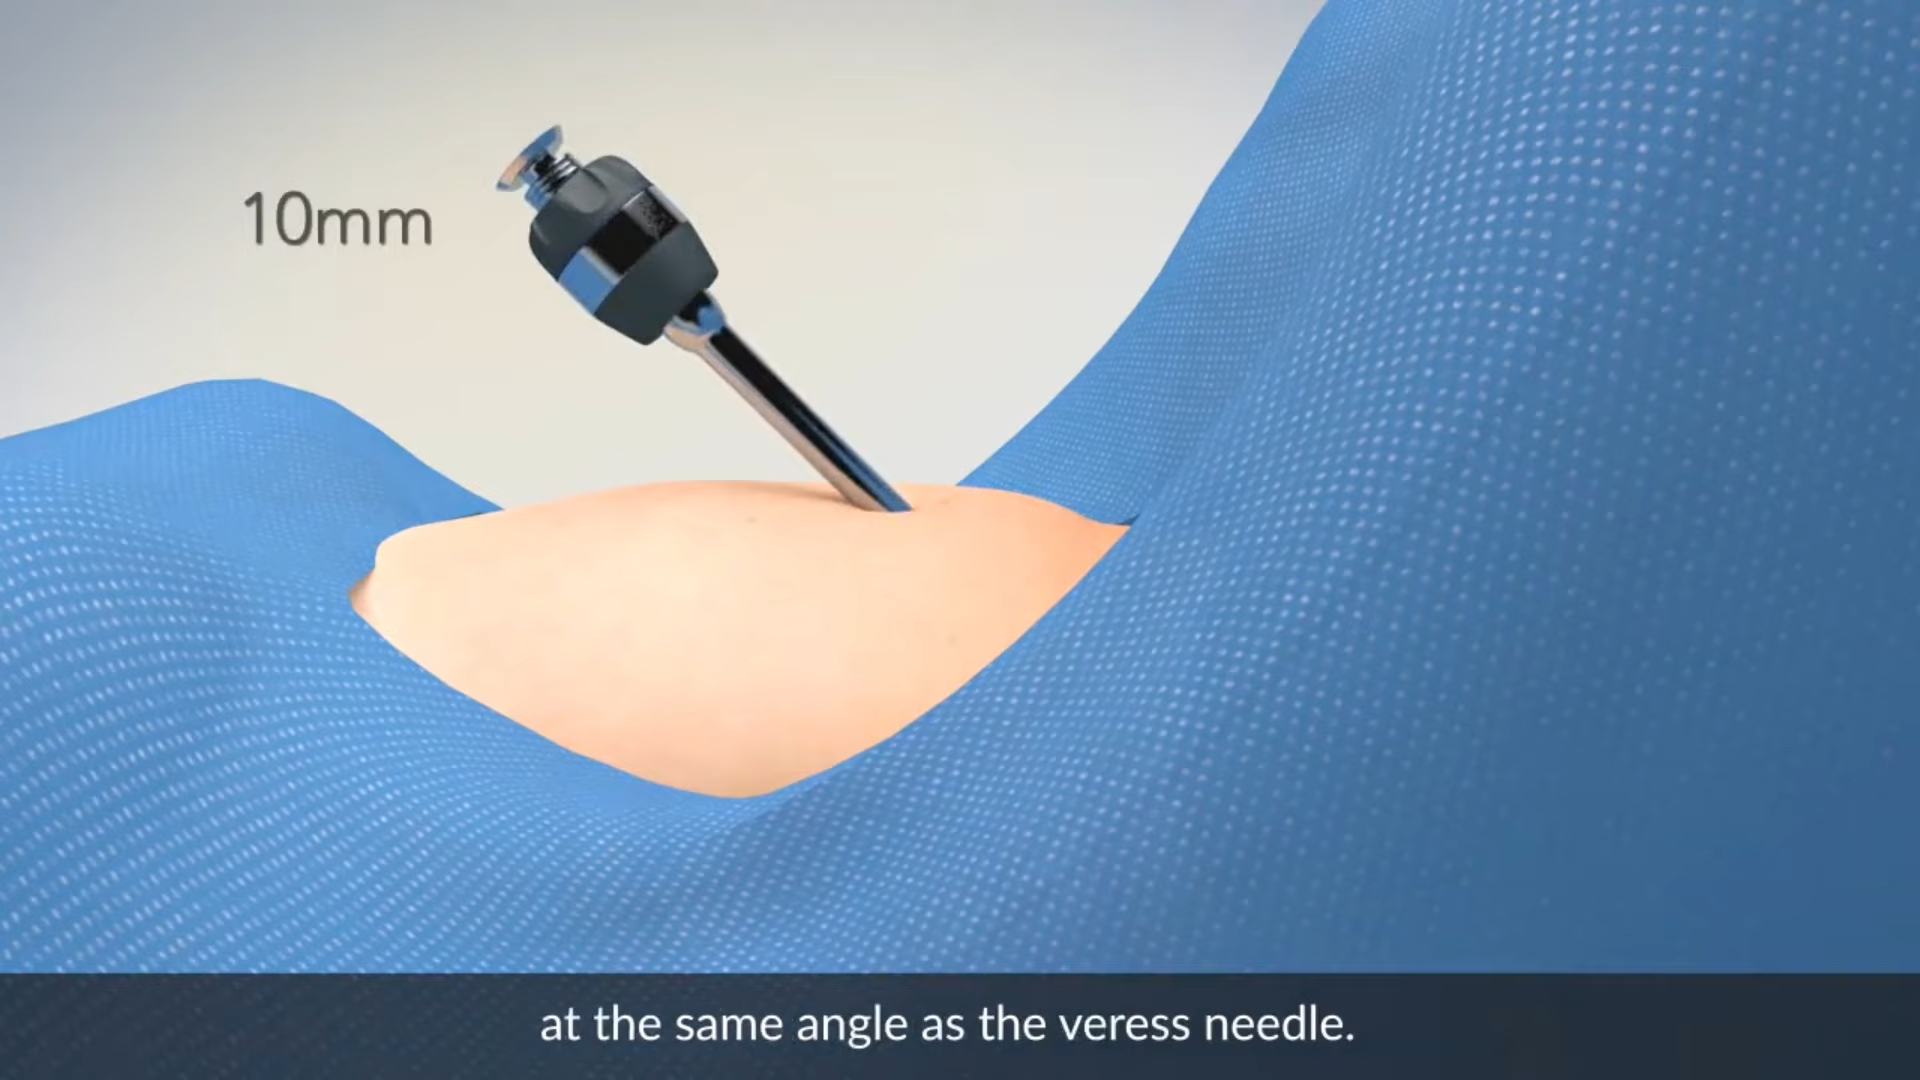 10mm
at the same angle as the veress needle.